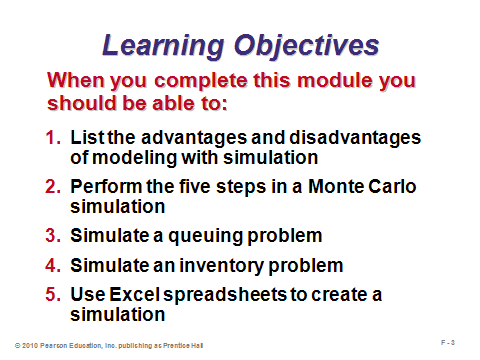 Learning Objectives
When you complete this module you
should be able to:
1. List the advantages and disadvantages
of modeling with simulation
2. Perform the five steps in a Monte Carlo
simulation
3. Simulate a queuing problem
4. Simulate an inventory problem
5. Use Excel spreadsheets to create a
simulation
© 2010 Pearson Education, Inc. publishing as Prentice Hall
F - 3